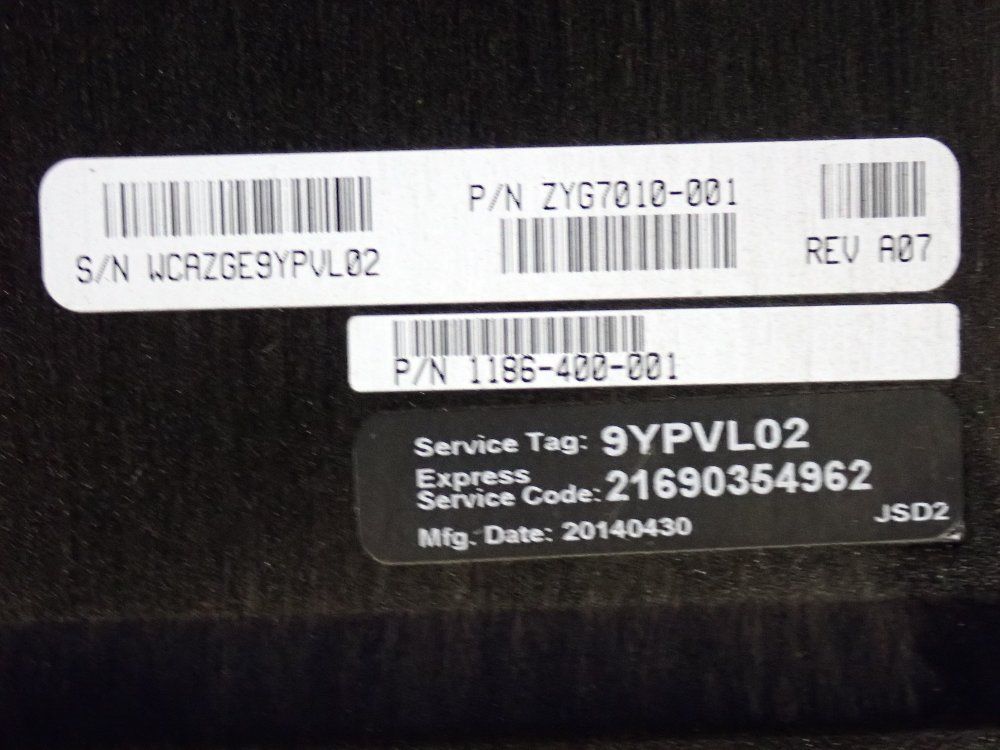 P/N ZYG7010-001
S/N WCAZGE9YPVL02
REV A07
P/N 1186-400-001
Service Tag: 9YPVL02
Express
Service Code: 21690354962
Mfg. Date: 20140430
JSD2